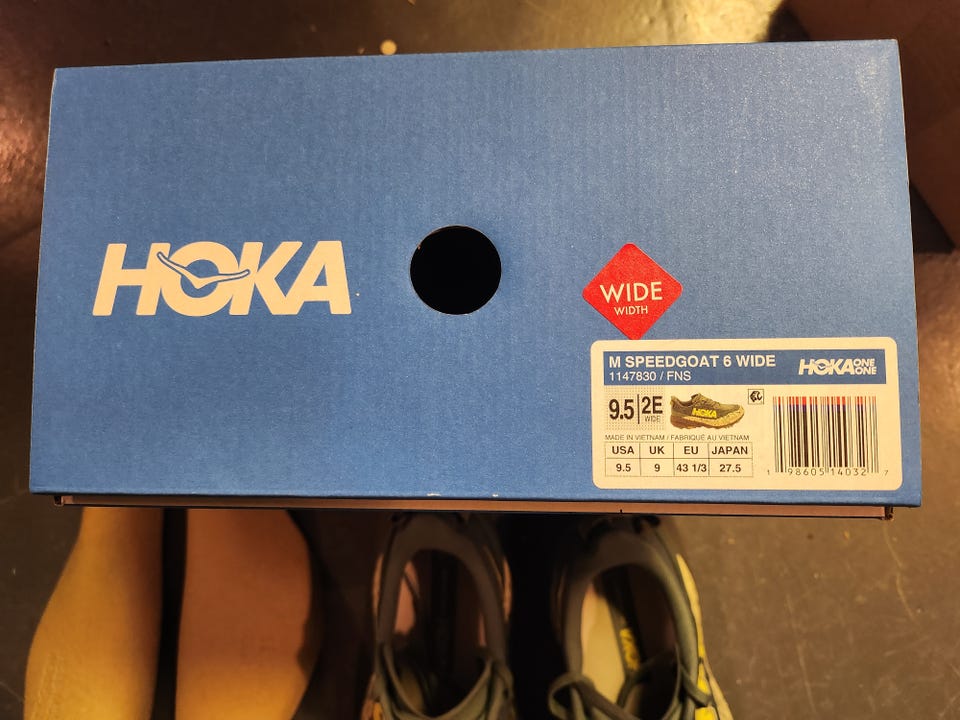 HOKA
WIDE
WIDTH
M SPEEDGOAT 6 WIDE
1147830 / FNS
HOKA ONE ONE
9.5 2E
WIDE
HOKA
MADE IN VIETNAM / FABRIQUÉ AU VIETNAM
USA UK EU JAPAN
9.5 9 43 1/3 27.5
1 98605 14032 7